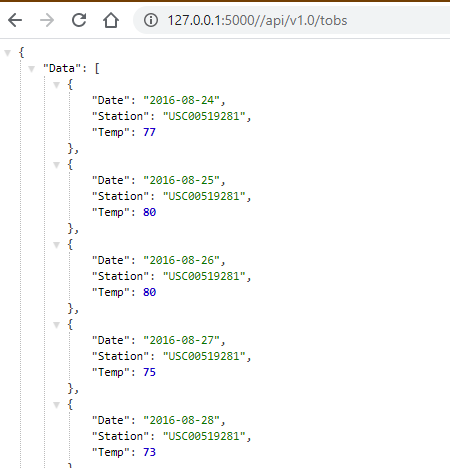 127.0.0.1:5000//api/v1.0/tobs
{
"Data": [
{
"Date": "2016-08-24",
"Station": "USC00519281",
"Temp": 77
},
{
"Date": "2016-08-25",
"Station": "USC00519281",
"Temp": 80
},
{
"Date": "2016-08-26",
"Station": "USC00519281",
"Temp": 80
},
{
"Date": "2016-08-27",
"Station": "USC00519281",
"Temp": 75
},
{
"Date": "2016-08-28",
"Station": "USC00519281",
"Temp": 73